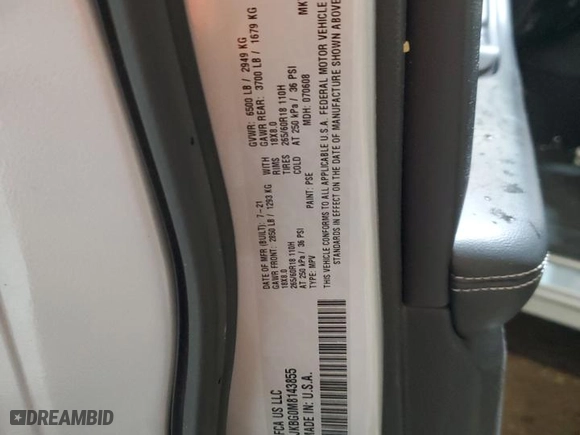 FCA US LLC
DATE OF MFR (BUILT): 7-21
GVWR: 6500 LB / 2949 KG
GAWR FRONT: 2850 LB / 1293 KG
WITH
GAWR REAR: 3700 LB / 1679 KG
18X8.0
RIMS
18X8.0
265/60R18 110H
TIRES
265/60R18 110H
AT 250 kPa / 36 PSI
COLD
AT 250 kPa / 36 PSI
TYPE: MPV
PAINT: PSE
MDH: 070608
MK
THIS VEHICLE CONFORMS TO ALL APPLICABLE U.S.A. FEDERAL MOTOR VEHICLE
STANDARDS IN EFFECT ON THE DATE OF MANUFACTURE SHOWN ABOVE
JKBG0M8143855
MADE IN U.S.A.
DREAMBID